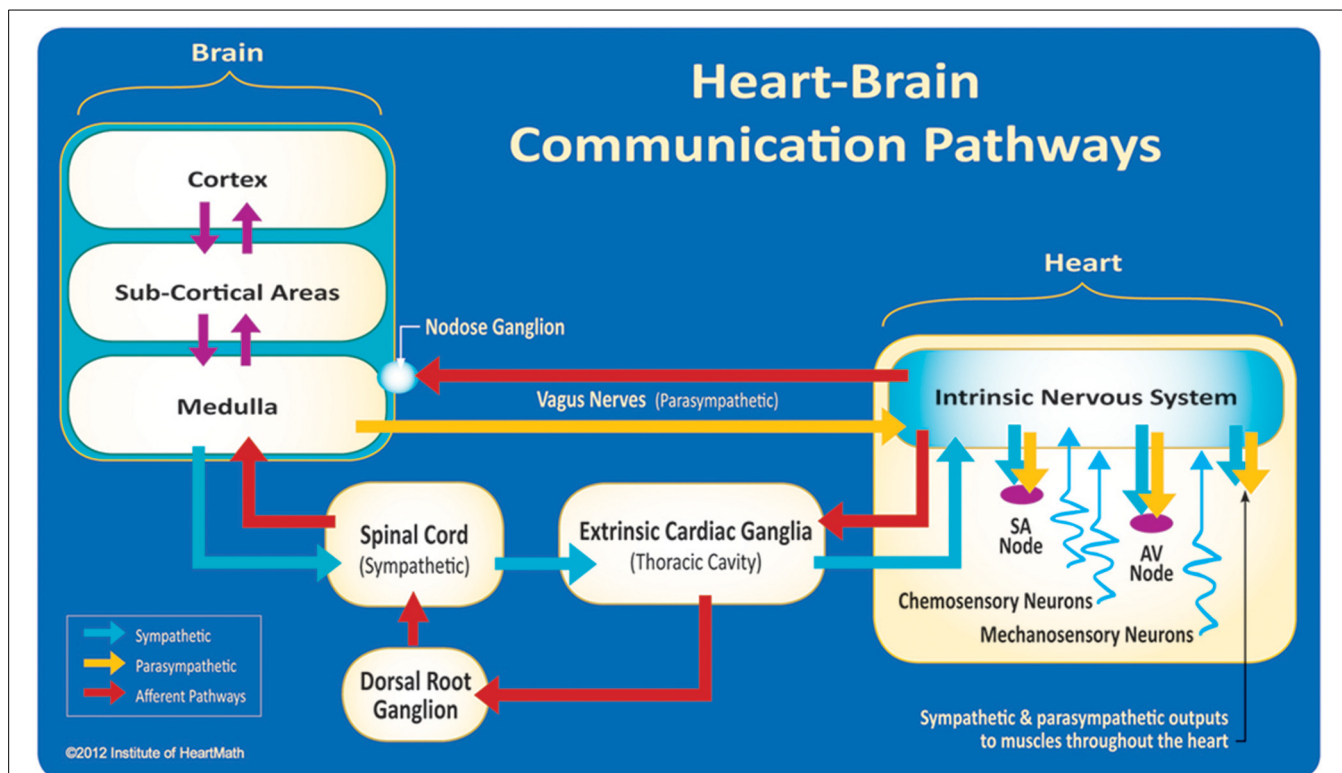 Brain
Heart-Brain
Communication Pathways
Cortex
Sub-Cortical Areas
Medulla
Nodose Ganglion
Vagus Nerves (Parasympathetic)
Heart
Intrinsic Nervous System
SA
Node
AV
Node
Chemosensory Neurons
Mechanosensory Neurons
Spinal Cord
(Sympathetic)
Extrinsic Cardiac Ganglia
(Thoracic Cavity)
Dorsal Root
Ganglion
Sympathetic
Parasympathetic
Afferent Pathways
Sympathetic & parasympathetic outputs
to muscles throughout the heart
©2012 Institute of HeartMath